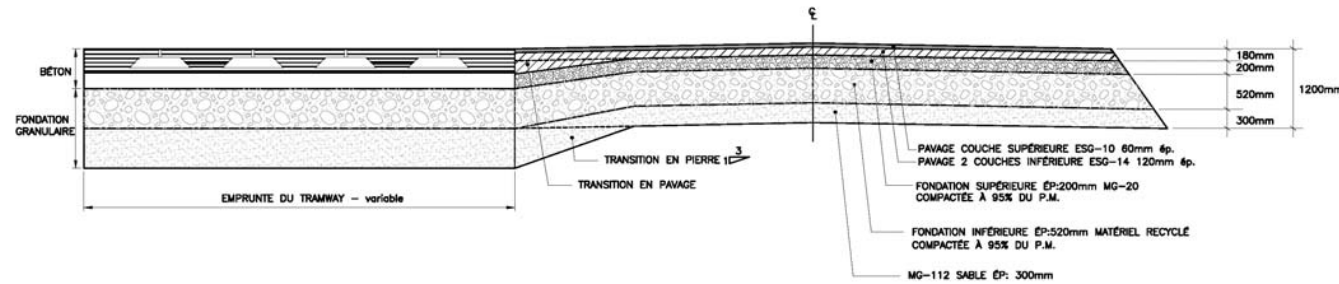 ℄
BÉTON
FONDATION
GRANULAIRE
EMPRUNTE DU TRAMWAY – variable
TRANSITION EN PIERRE 1
3
TRANSITION EN PAVAGE
180mm
200mm
520mm
300mm
1200mm
PAVAGE COUCHE SUPÉRIEURE ESG-10 60mm ép.
PAVAGE 2 COUCHES INFÉRIEURE ESG-14 120mm ép.
FONDATION SUPÉRIEURE ÉP:200mm MG-20
COMPACTÉE À 95% DU P.M.
FONDATION INFÉRIEURE ÉP:520mm MATÉRIEL RECYCLÉ
COMPACTÉE À 95% DU P.M.
MG-112 SABLE ÉP: 300mm